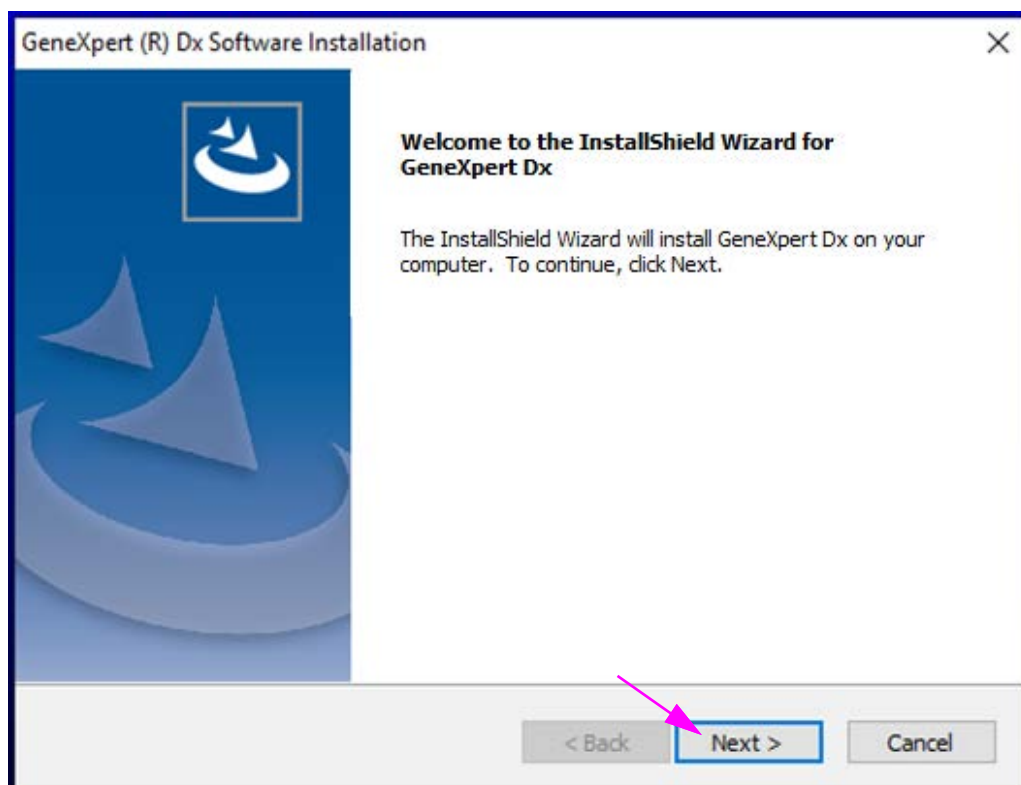 GeneXpert (R) Dx Software Installation
Welcome to the InstallShield Wizard for
GeneXpert Dx
The InstallShield Wizard will install GeneXpert Dx on your
computer.  To continue, click Next.
< Back
Next >
Cancel